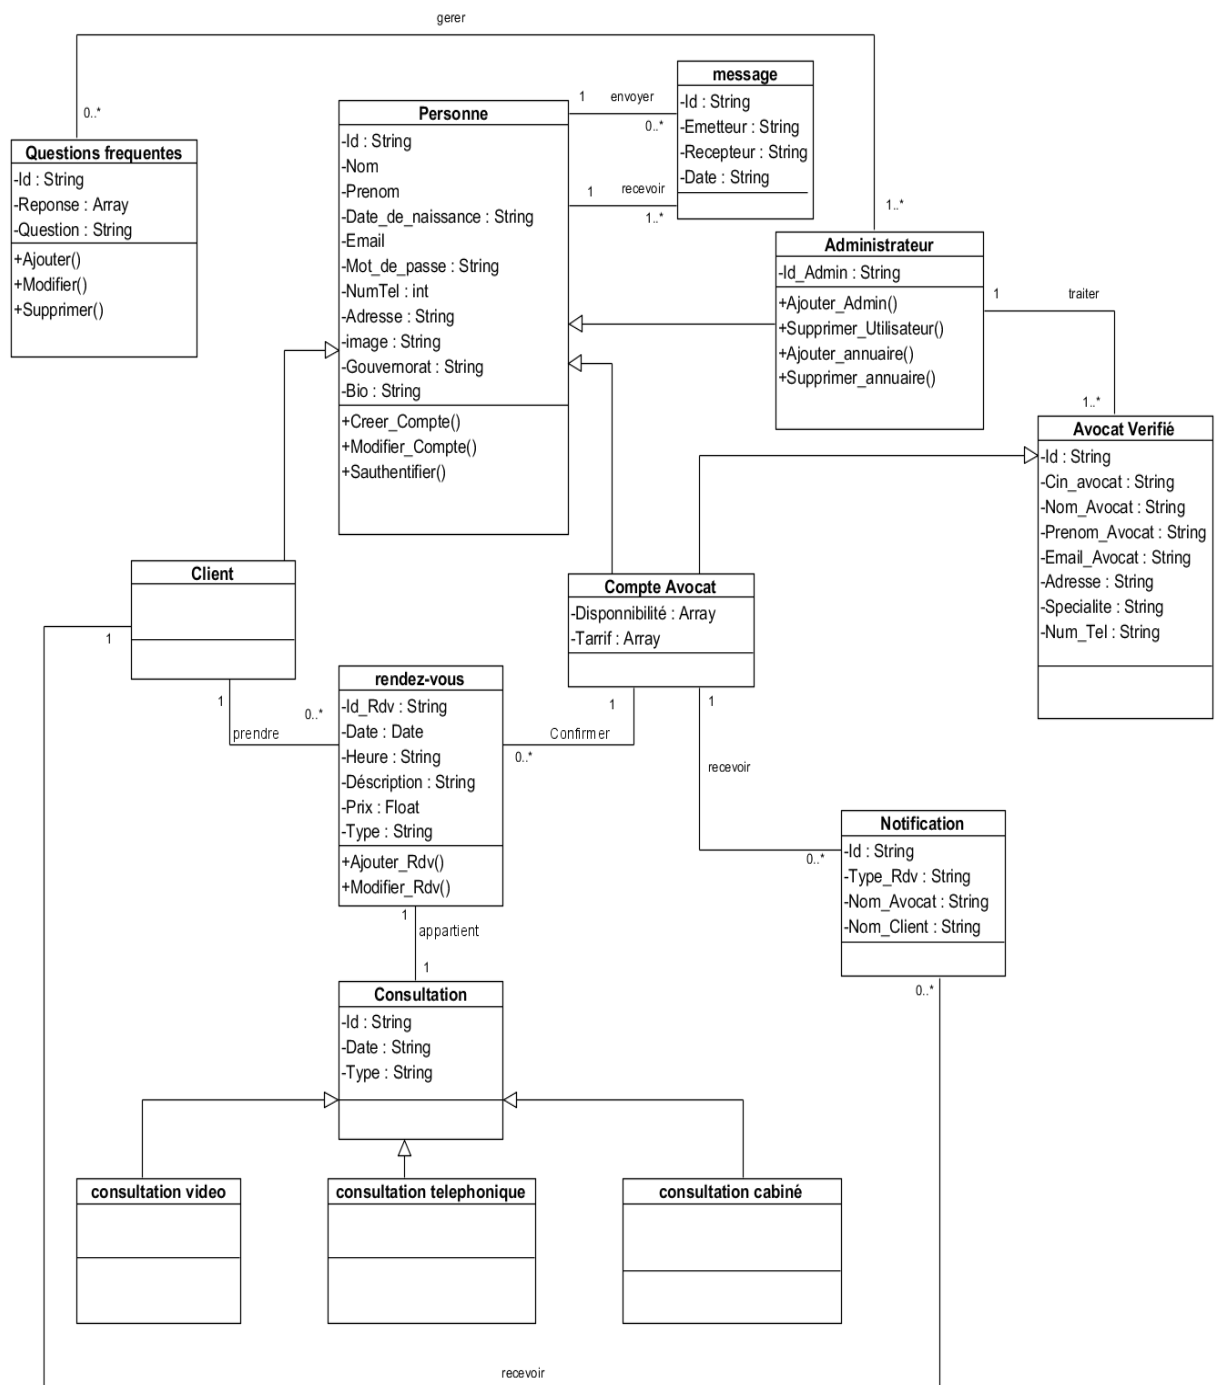 gerer
0..*
1..*
Questions frequentes
-Id : String
-Reponse : Array
-Question : String
+Ajouter()
+Modifier()
+Supprimer()
Personne
-Id : String
-Nom
-Prenom
-Date_de_naissance : String
-Email
-Mot_de_passe : String
-NumTel : int
-Adresse : String
-image : String
-Gouvernorat : String
-Bio : String
+Creer_Compte()
+Modifier_Compte()
+Sauthentifier()
1 envoyer
0..*
1 recevoir
1..*
message
-Id : String
-Emetteur : String
-Recepteur : String
-Date : String
Administrateur
-Id_Admin : String
+Ajouter_Admin()
+Supprimer_Utilisateur()
+Ajouter_annuaire()
+Supprimer_annuaire()
1 traiter
1..*
Avocat Verifié
-Id : String
-Cin_avocat : String
-Nom_Avocat : String
-Prenom_Avocat : String
-Email_Avocat : String
-Adresse : String
-Specialite : String
-Num_Tel : String
Client
1
1
prendre
0..*
Compte Avocat
-Disponnibilité : Array
-Tarrif : Array
1
1
Confirmer
0..*
recevoir
0..*
rendez-vous
-Id_Rdv : String
-Date : Date
-Heure : String
-Déscription : String
-Prix : Float
-Type : String
+Ajouter_Rdv()
+Modifier_Rdv()
Notification
-Id : String
-Type_Rdv : String
-Nom_Avocat : String
-Nom_Client : String
0..*
1
appartient
1
Consultation
-Id : String
-Date : String
-Type : String
consultation video
consultation telephonique
consultation cabiné
recevoir